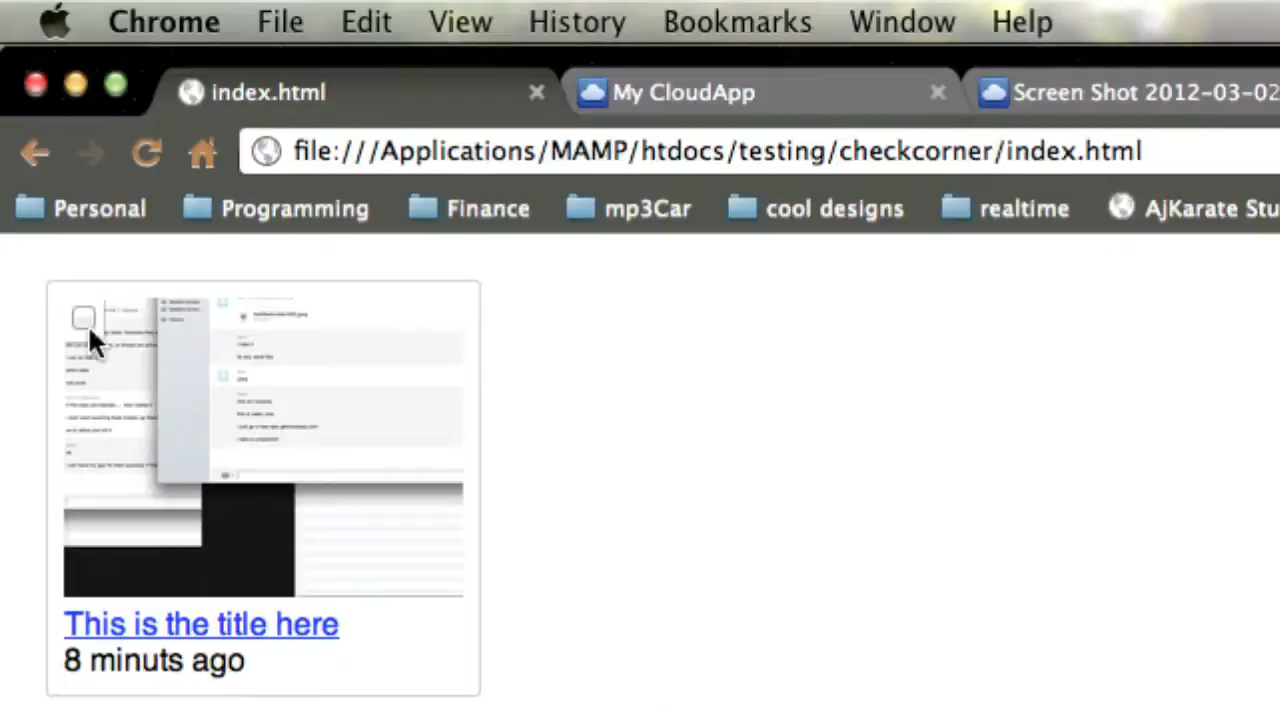 Chrome File Edit View History Bookmarks Window Help
index.html My CloudApp Screen Shot 2012-03-02
file:///Applications/MAMP/htdocs/testing/checkcorner/index.html
Personal Programming Finance mp3Car cool designs realtime AjKarate Stu
This is the title here
8 minuts ago